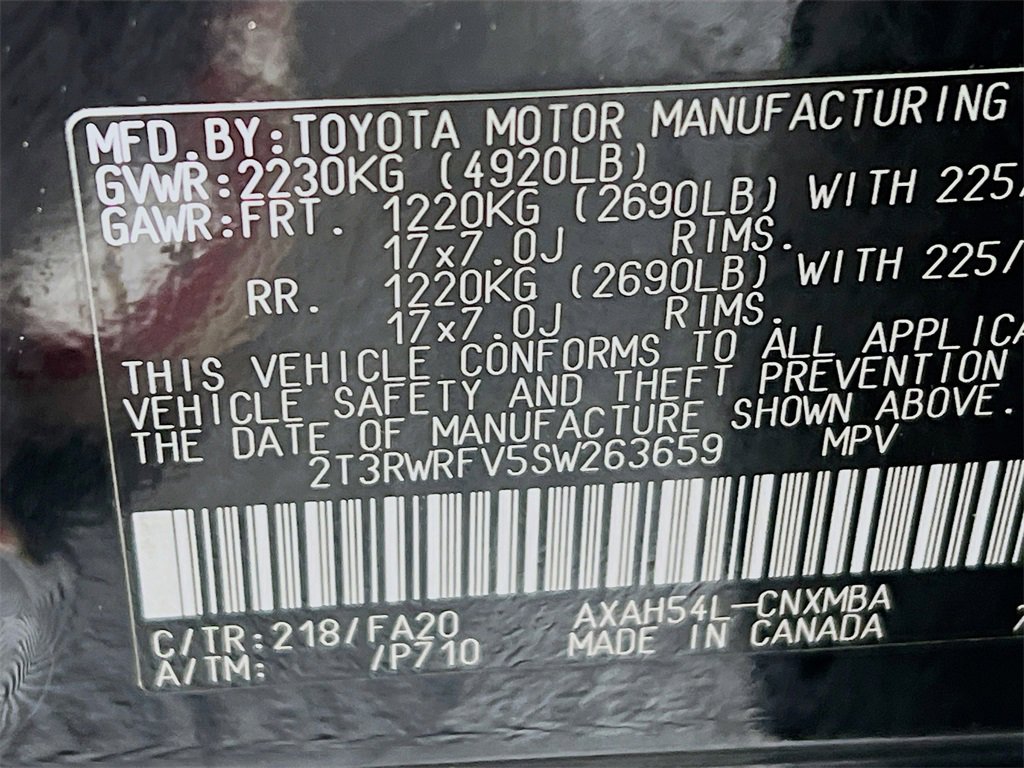 MFD.BY:TOYOTA MOTOR MANUFACTURING
GVWR:2230KG (4920LB)
GAWR:FRT. 1220KG (2690LB) WITH 225/
17x7.0J RIMS.
RR. 1220KG (2690LB) WITH 225/
17x7.0J RIMS.
THIS VEHICLE CONFORMS TO ALL APPLICA
VEHICLE SAFETY AND THEFT PREVENTION
THE DATE OF MANUFACTURE SHOWN ABOVE.
2T3RWRFV5SW263659 MPV
C/TR:218/FA20 AXAH54L-CNXMBA
A/TM: /P710 MADE IN CANADA